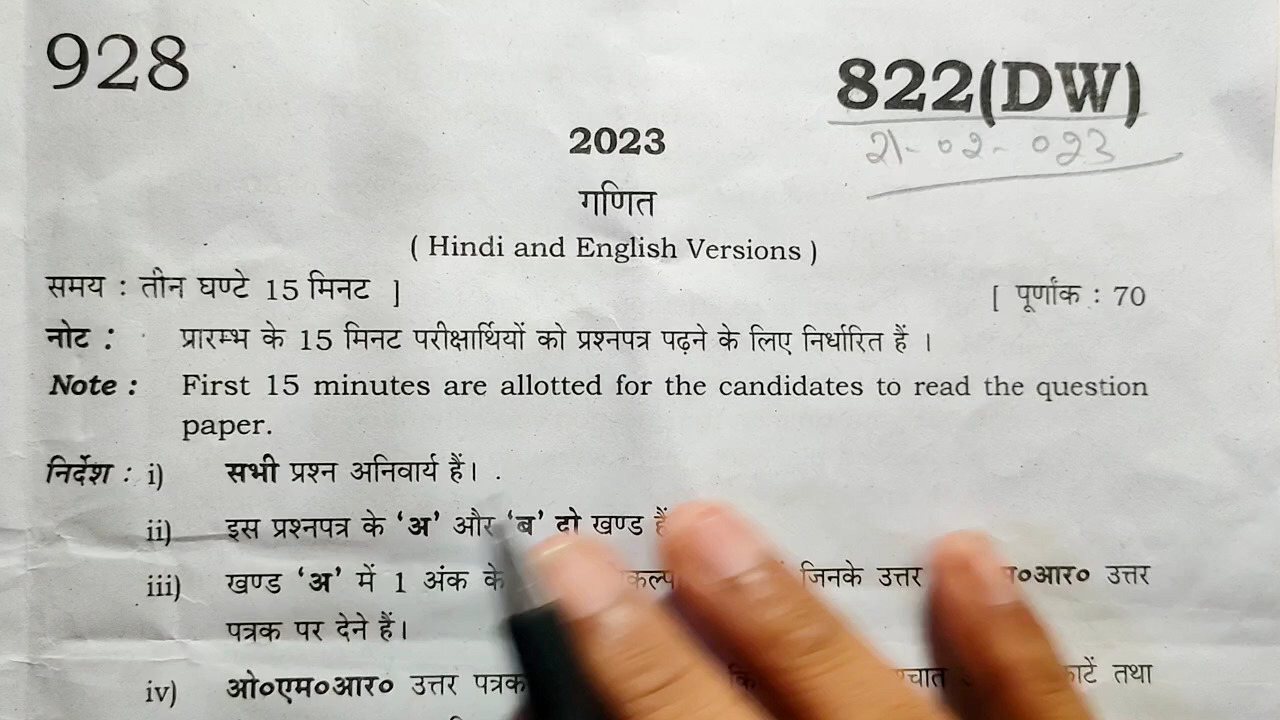 928
822(DW)
21-02-023
2023
गणित
( Hindi and English Versions )
समय : तीन घण्टे 15 मिनट ] [ पूर्णांक : 70
नोट : प्रारम्भ के 15 मिनट परीक्षार्थियों को प्रश्नपत्र पढ़ने के लिए निर्धारित हैं ।
Note : First 15 minutes are allotted for the candidates to read the question
paper.
निर्देश : i) सभी प्रश्न अनिवार्य हैं।
ii) इस प्रश्नपत्र के ‘अ’ और ‘ब’ दो खण्ड हैं
iii) खण्ड ‘अ’ में 1 अंक के जिनके उत्तर उत्तर
पत्रक पर देने हैं।
iv) ओ०एम०आर० उत्तर पत्रक काटें तथा